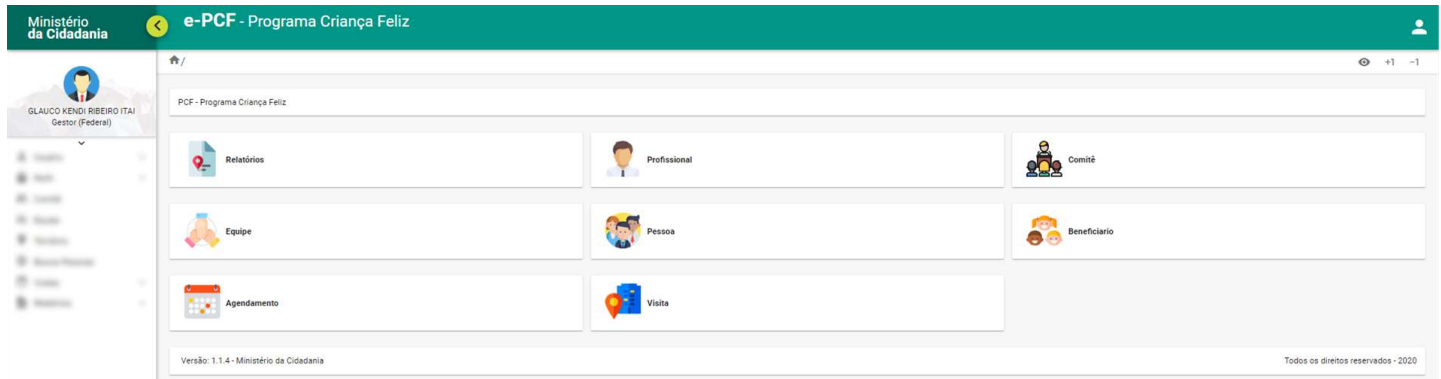 Ministério
da Cidadania
e-PCF - Programa Criança Feliz
/
+1 -1
GLAUCO KENDI RIBEIRO ITAI
Gestor (Federal)
PCF - Programa Criança Feliz
Relatórios
Profissional
Comitê
Equipe
Pessoa
Beneficiario
Agendamento
Visita
Versão: 1.1.4 - Ministério da Cidadania
Todos os direitos reservados - 2020